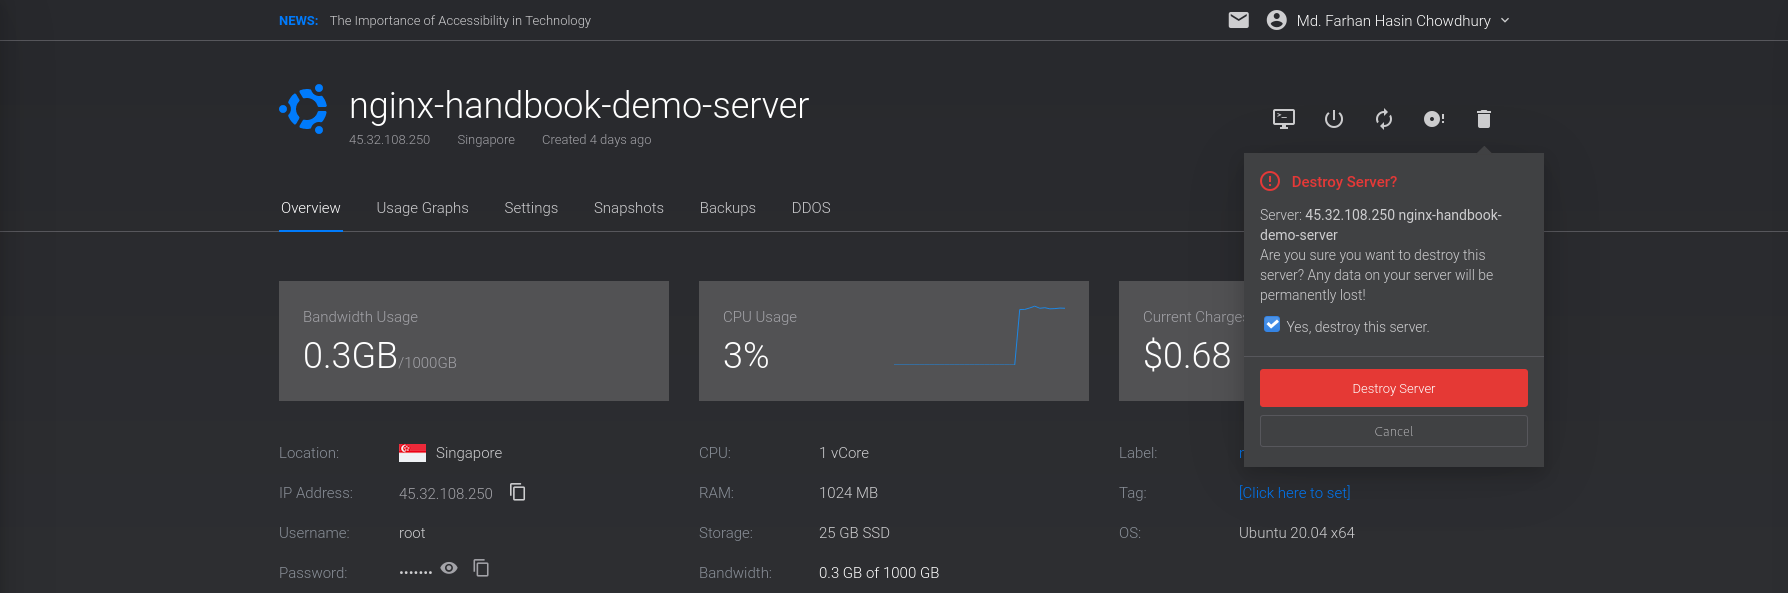 NEWS: The Importance of Accessibility in Technology
Md. Farhan Hasin Chowdhury
nginx-handbook-demo-server
45.32.108.250 Singapore Created 4 days ago
Overview Usage Graphs Settings Snapshots Backups DDOS
Destroy Server?
Server: 45.32.108.250 nginx-handbook-
demo-server
Are you sure you want to destroy this
server? Any data on your server will be
permanently lost!
Yes, destroy this server.
Destroy Server
Cancel
Bandwidth Usage
0.3GB/1000GB
CPU Usage
3%
Current Charges
$0.68
Location: Singapore
IP Address: 45.32.108.250
Username: root
Password: •••••••
CPU: 1 vCore
RAM: 1024 MB
Storage: 25 GB SSD
Bandwidth: 0.3 GB of 1000 GB
Label:
Tag: [Click here to set]
OS: Ubuntu 20.04 x64